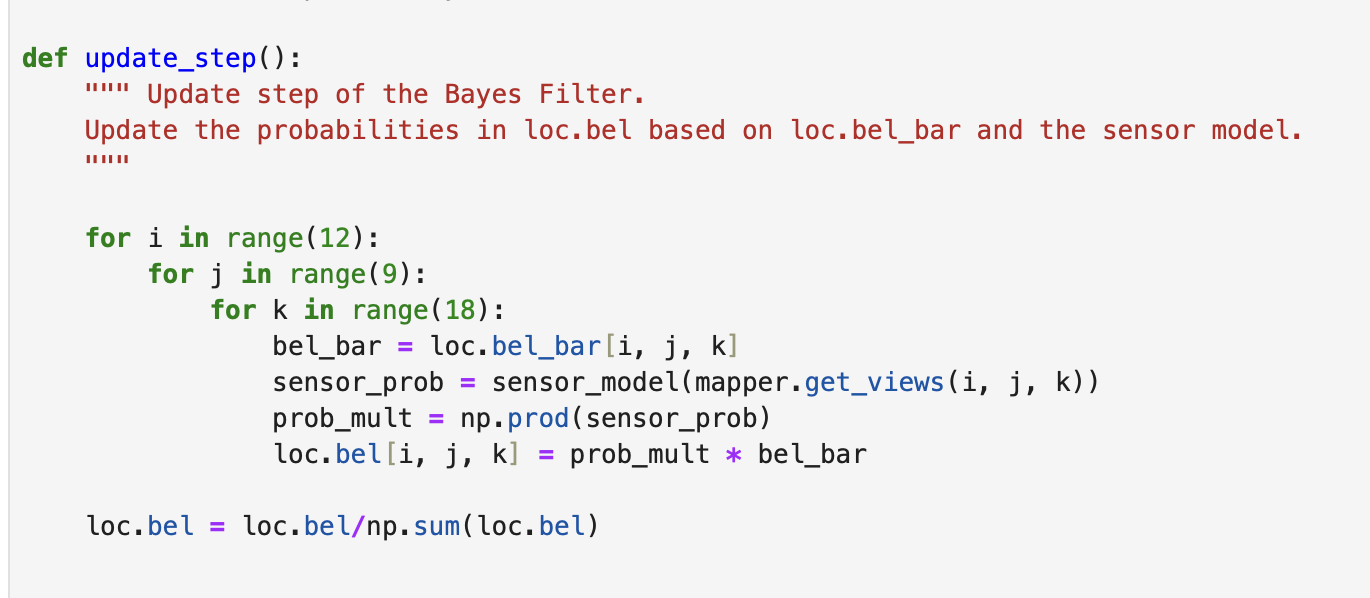 def update_step():
    """ Update step of the Bayes Filter.
    Update the probabilities in loc.bel based on loc.bel_bar and the sensor model.
    """
    for i in range(12):
        for j in range(9):
            for k in range(18):
                bel_bar = loc.bel_bar[i, j, k]
                sensor_prob = sensor_model(mapper.get_views(i, j, k))
                prob_mult = np.prod(sensor_prob)
                loc.bel[i, j, k] = prob_mult * bel_bar
    loc.bel = loc.bel/np.sum(loc.bel)